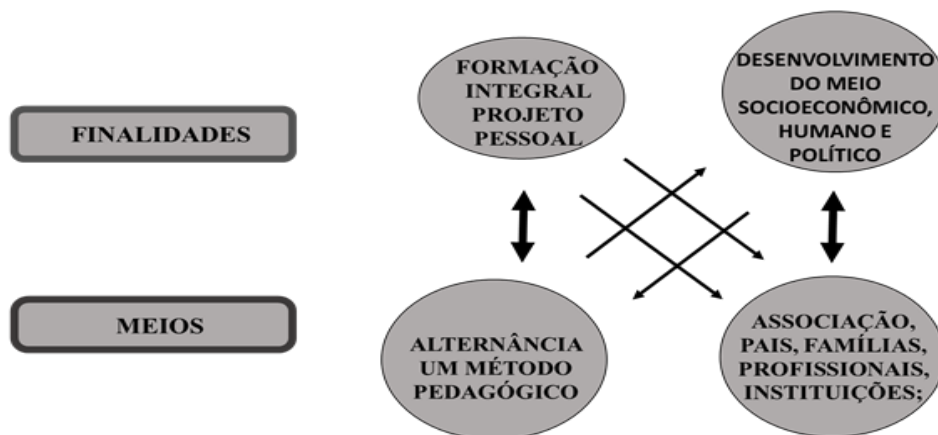 FINALIDADES
FORMAÇÃO
INTEGRAL
PROJETO
PESSOAL
DESENVOLVIMENTO
DO MEIO
SOCIOECONÔMICO,
HUMANO E
POLÍTICO
MEIOS
ALTERNÂNCIA
UM MÉTODO
PEDAGÓGICO
ASSOCIAÇÃO,
PAIS, FAMÍLIAS,
PROFISSIONAIS,
INSTITUIÇÕES;